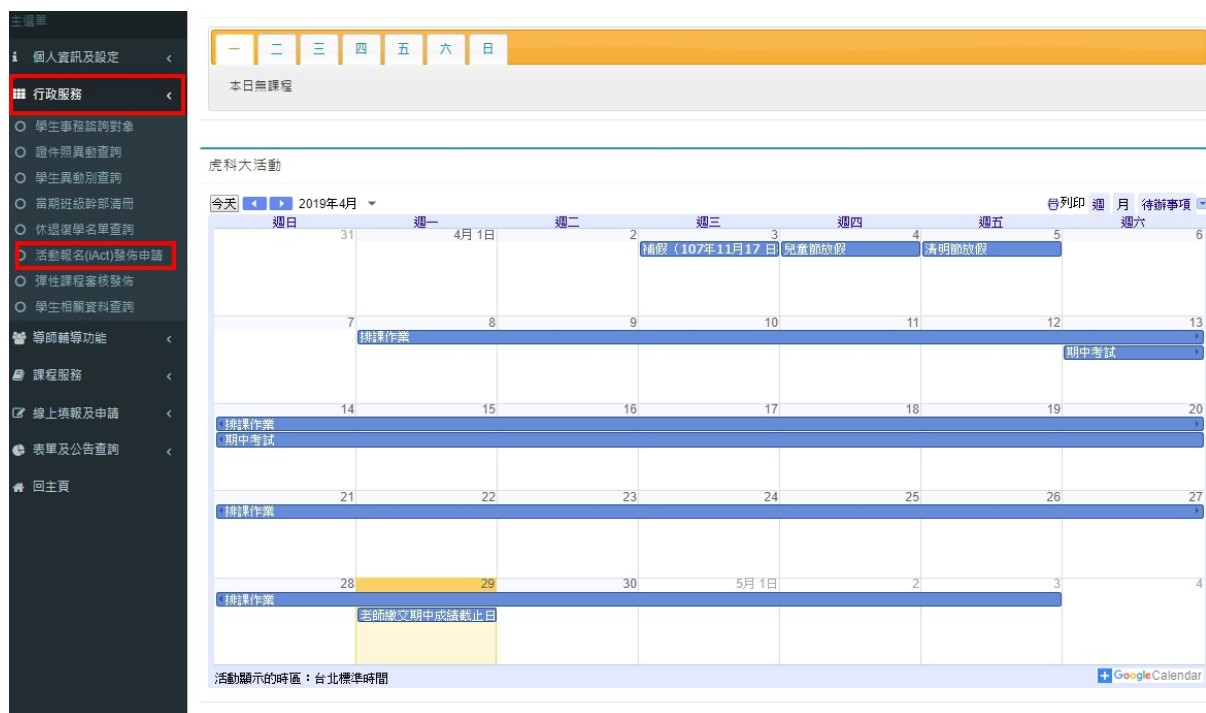 主選單
個人資訊及設定
行政服務
學生事務諮詢對象
證件照異動查詢
學生異動別查詢
當期班級幹部清冊
休退復學名單查詢
活動報名(iAct)發佈申請
彈性課程審核發佈
學生相關資料查詢
導師輔導功能
課程服務
線上填報及申請
表單及公告查詢
回主頁
一 二 三 四 五 六 日
本日無課程
虎科大活動
今天 2019年4月 列印 週 月 待辦事項
週日 週一 週二 週三 週四 週五 週六
31 4月 1日 2 3 4 5 6
補假（107年11月17 日 兒童節放假 清明節放假
7 8 9 10 11 12 13
排課作業
期中考試
14 15 16 17 18 19 20
排課作業
期中考試
21 22 23 24 25 26 27
排課作業
28 29 30 5月 1日 2 3 4
排課作業
老師繳交期中成績截止日
活動顯示的時區：台北標準時間
Google Calendar